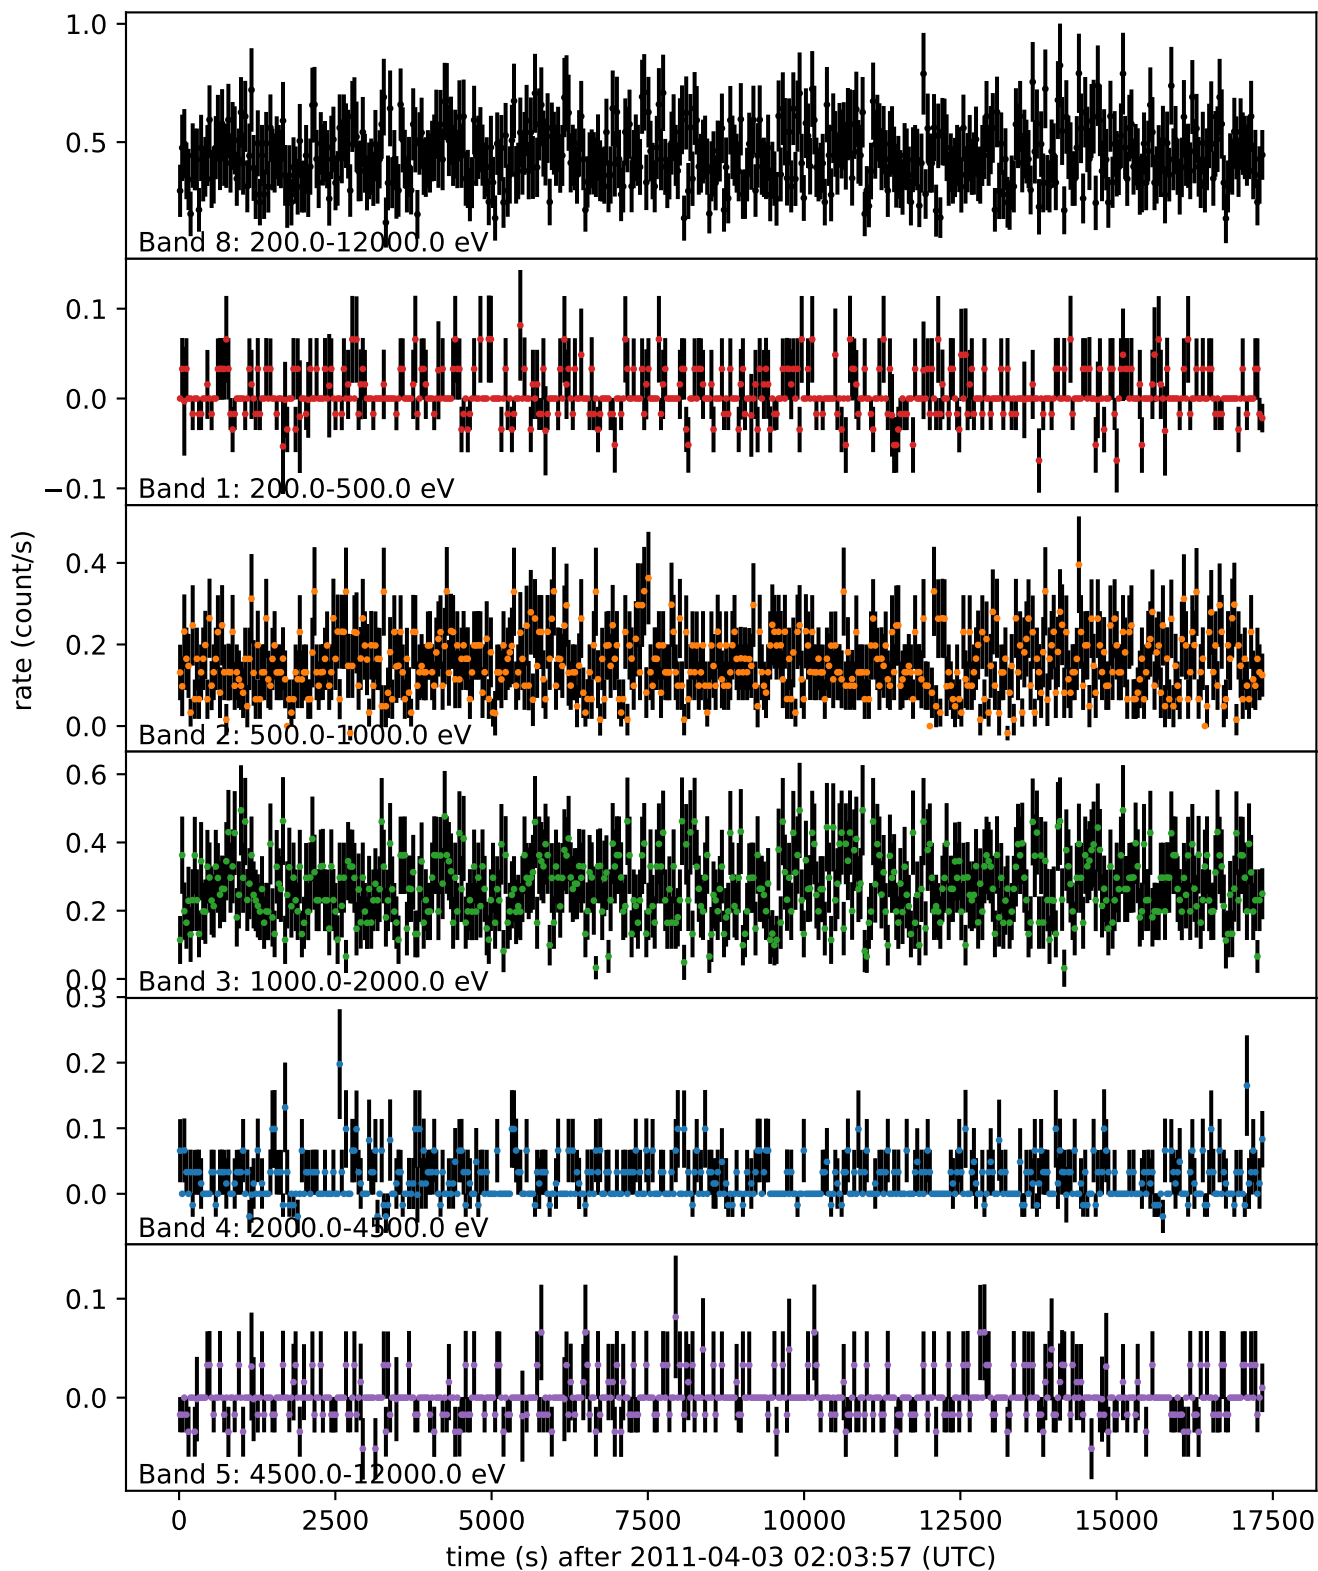 1.0
0.5
Band 8: 200.0-12000.0 eV
0.1
0.0
−0.1
Band 1: 200.0-500.0 eV
0.4
0.2
0.0
Band 2: 500.0-1000.0 eV
rate (count/s)
0.6
0.4
0.2
0.0
Band 3: 1000.0-2000.0 eV
0.3
0.2
0.1
0.0
Band 4: 2000.0-4500.0 eV
0.1
0.0
Band 5: 4500.0-12000.0 eV
0 2500 5000 7500 10000 12500 15000 17500
time (s) after 2011-04-03 02:03:57 (UTC)